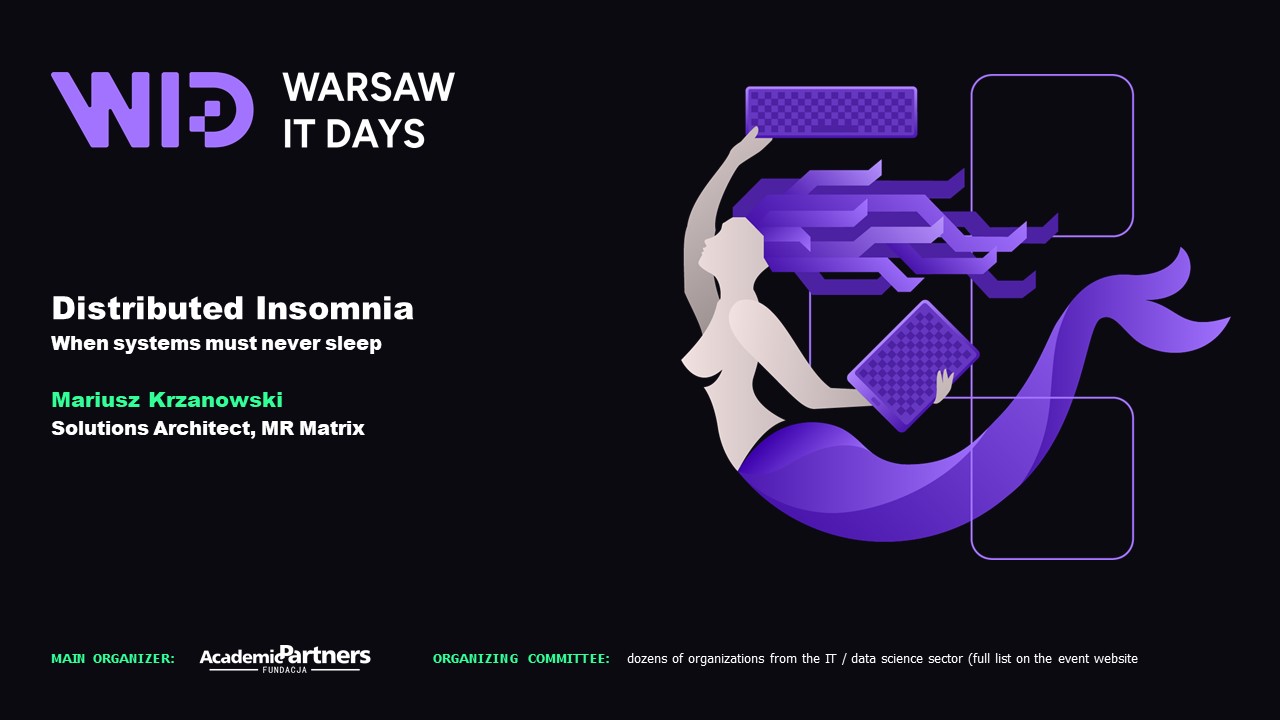 WID
WARSAW
IT DAYS
Distributed Insomnia
When systems must never sleep
Mariusz Krzanowski
Solutions Architect, MR Matrix
MAIN ORGANIZER:
AcademicPartners
FUNDACJA
ORGANIZING COMMITTEE:
dozens of organizations from the IT / data science sector (full list on the event website